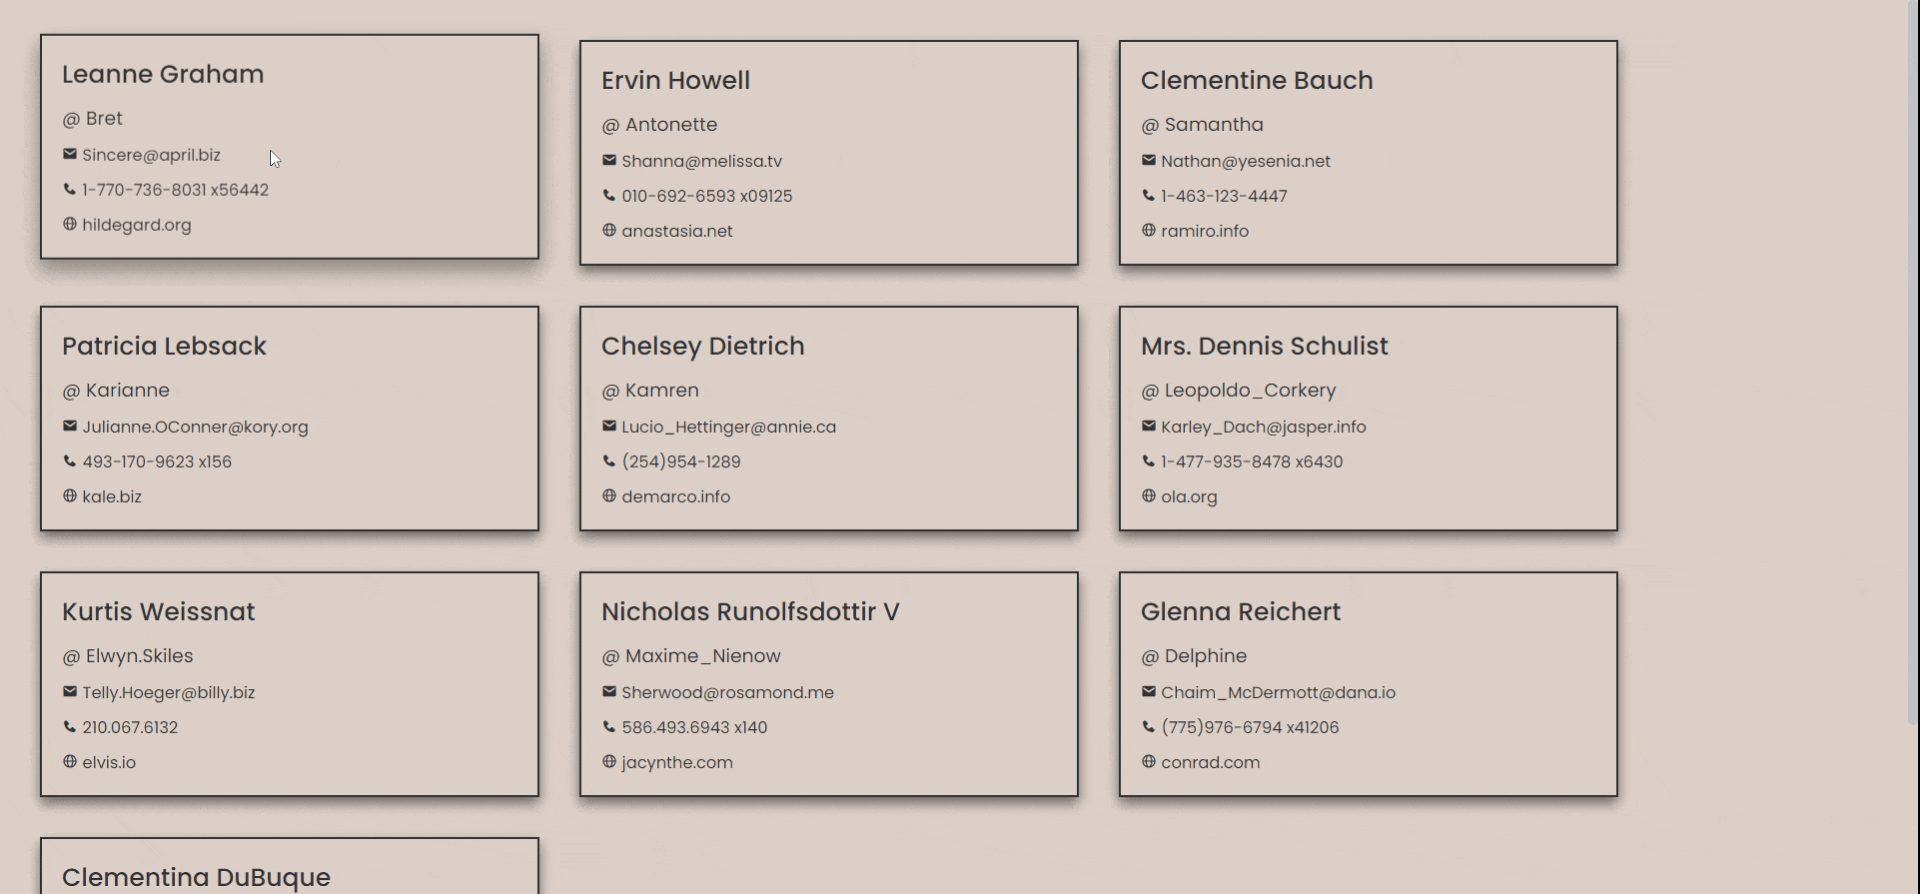 Leanne Graham
@ Bret
Sincere@april.biz
1-770-736-8031 x56442
hildegard.org
Ervin Howell
@ Antonette
Shanna@melissa.tv
010-692-6593 x09125
anastasia.net
Clementine Bauch
@ Samantha
Nathan@yesenia.net
1-463-123-4447
ramiro.info
Patricia Lebsack
@ Karianne
Julianne.OConner@kory.org
493-170-9623 x156
kale.biz
Chelsey Dietrich
@ Kamren
Lucio_Hettinger@annie.ca
(254)954-1289
demarco.info
Mrs. Dennis Schulist
@ Leopoldo_Corkery
Karley_Dach@jasper.info
1-477-935-8478 x6430
ola.org
Kurtis Weissnat
@ Elwyn.Skiles
Telly.Hoeger@billy.biz
210.067.6132
elvis.io
Nicholas Runolfsdottir V
@ Maxime_Nienow
Sherwood@rosamond.me
586.493.6943 x140
jacynthe.com
Glenna Reichert
@ Delphine
Chaim_McDermott@dana.io
(775)976-6794 x41206
conrad.com
Clementina DuBuque